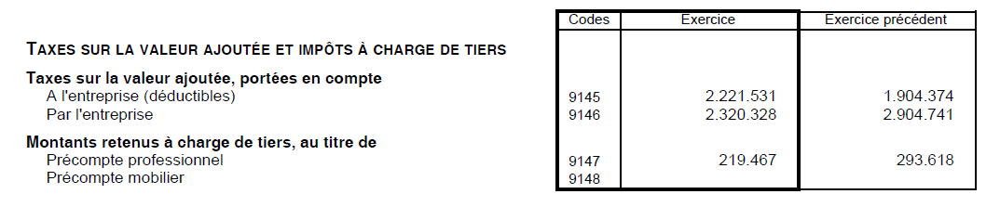 Codes Exercice Exercice précédent
TAXES SUR LA VALEUR AJOUTÉE ET IMPÔTS À CHARGE DE TIERS
Taxes sur la valeur ajoutée, portées en compte
A l'entreprise (déductibles) 9145 2.221.531 1.904.374
Par l'entreprise 9146 2.320.328 2.904.741
Montants retenus à charge de tiers, au titre de
Précompte professionnel 9147 219.467 293.618
Précompte mobilier 9148